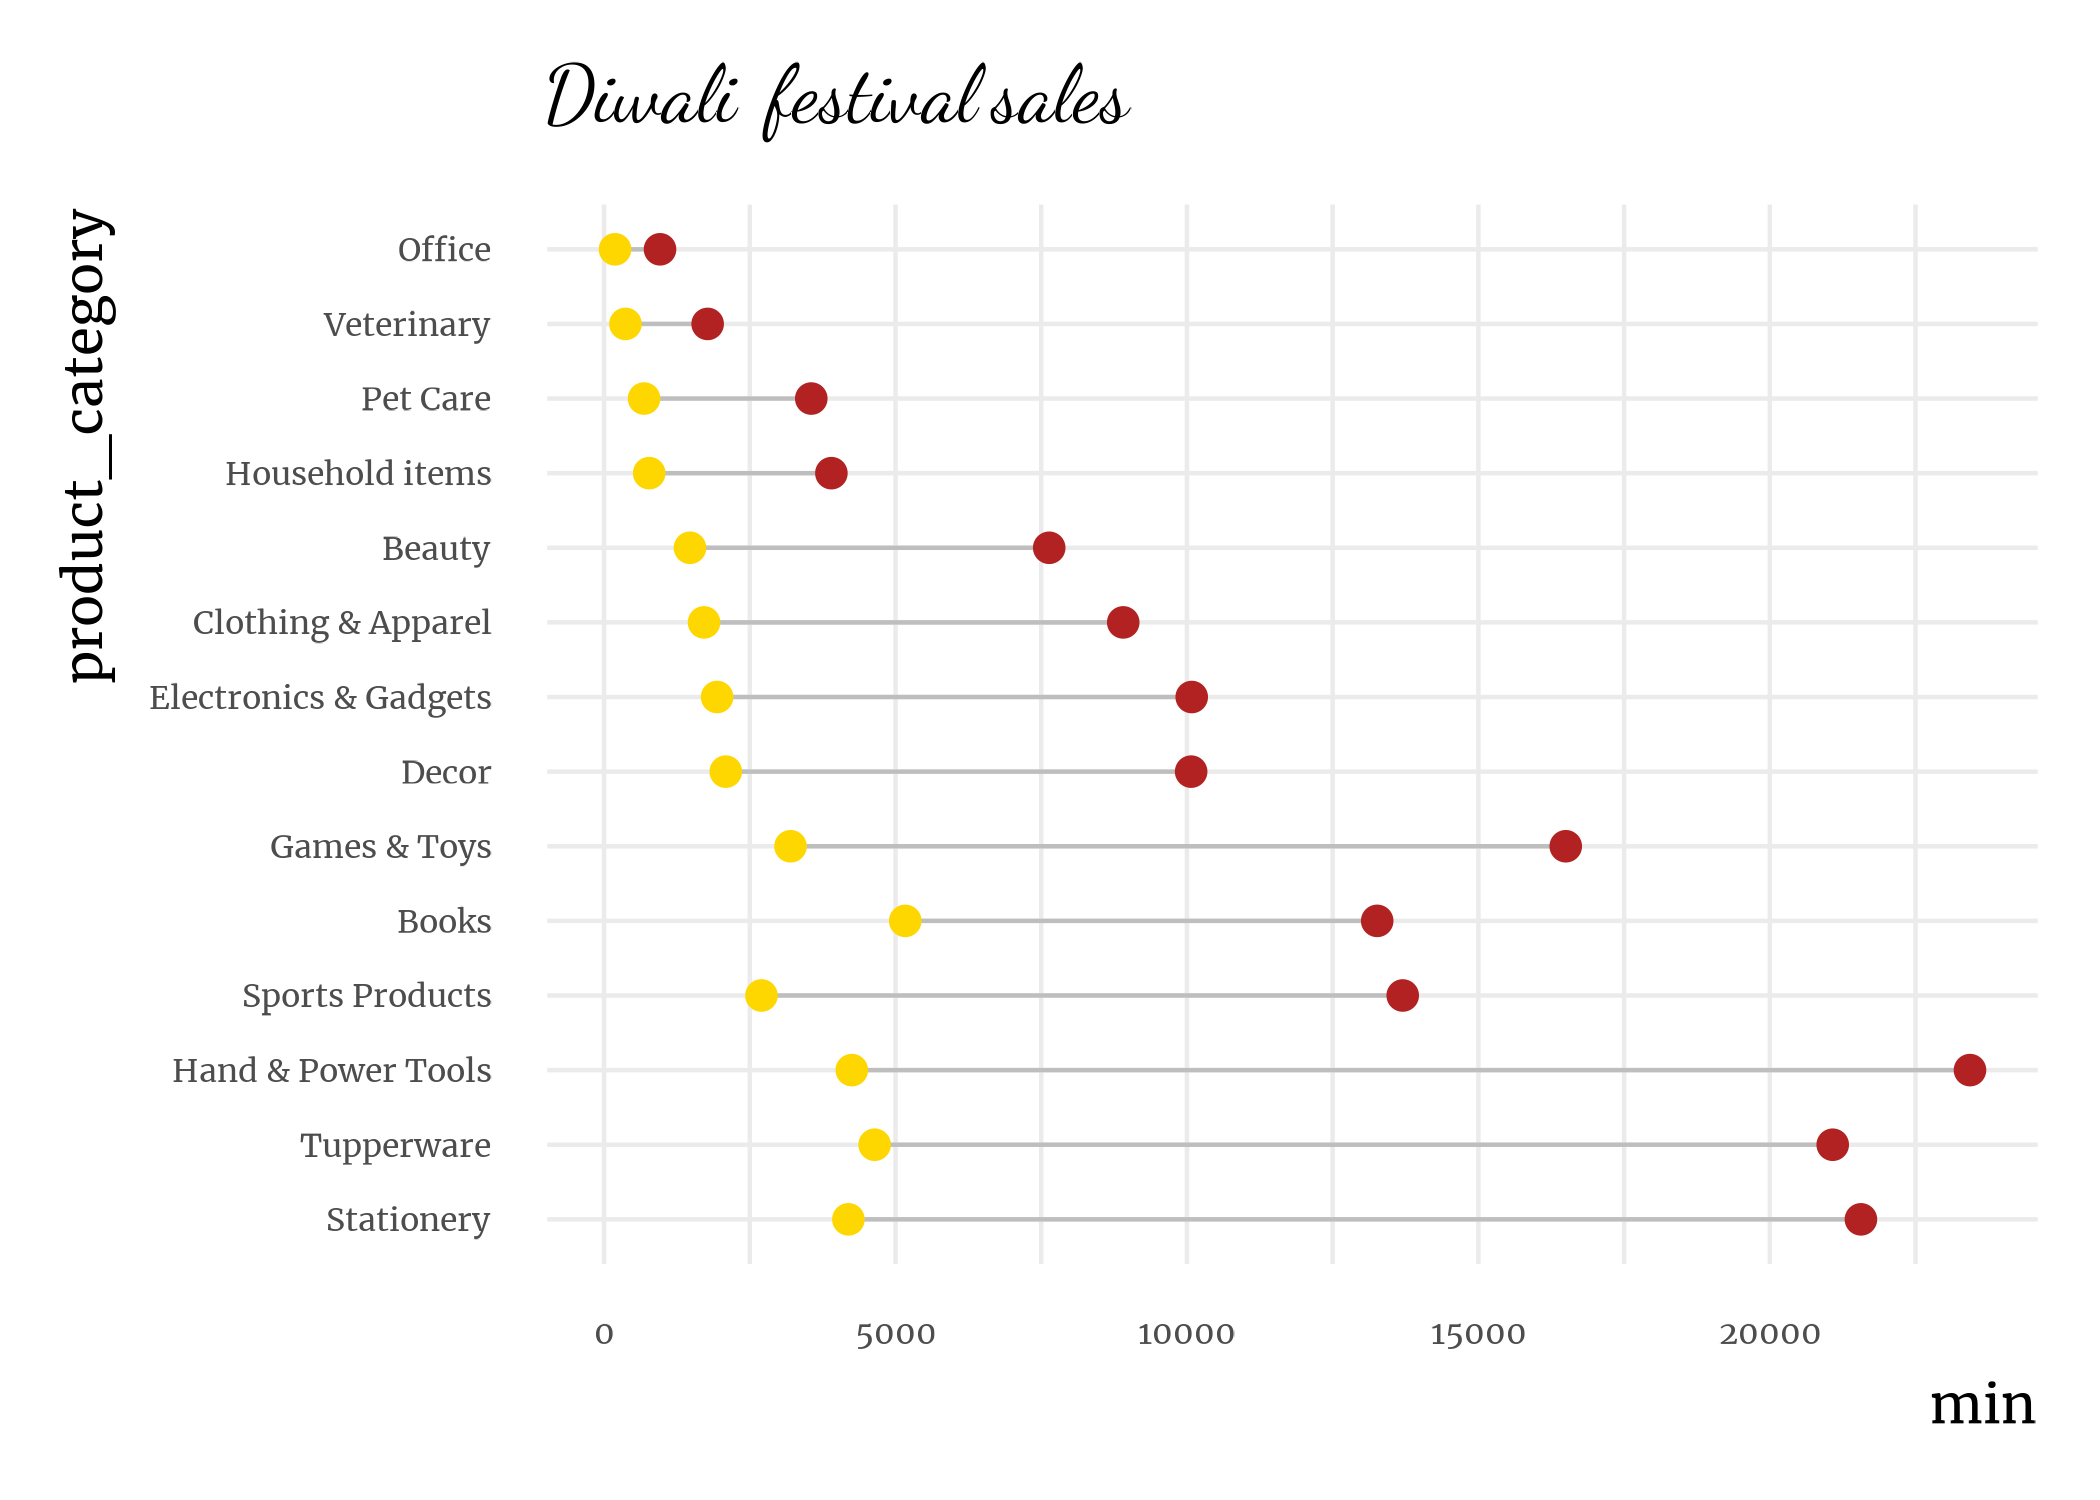 Diwali festival sales
product_category
Office
Veterinary
Pet Care
Household items
Beauty
Clothing & Apparel
Electronics & Gadgets
Decor
Games & Toys
Books
Sports Products
Hand & Power Tools
Tupperware
Stationery
0 5000 10000 15000 20000
min